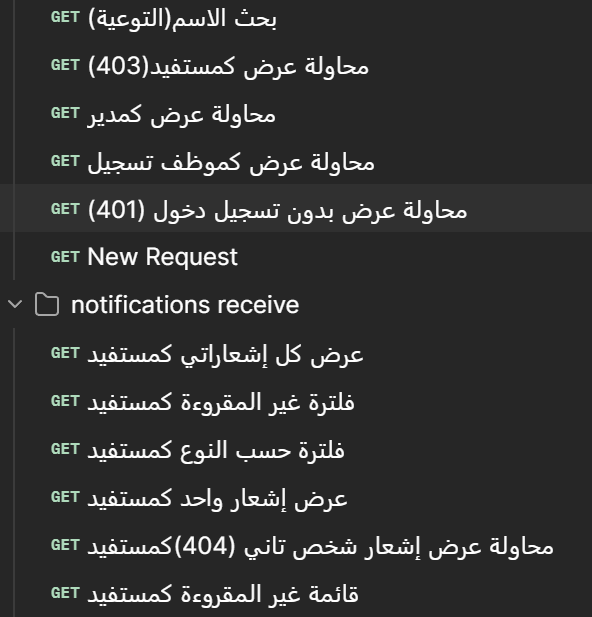 GET بحث الاسم(التوعية)
GET محاولة عرض كمستفيد(403)
GET محاولة عرض كمدير
GET محاولة عرض كموظف تسجيل
GET محاولة عرض بدون تسجيل دخول (401)
GET New Request
notifications receive
GET عرض كل إشعاراتي كمستفيد
GET فلترة غير المقروءة كمستفيد
GET فلترة حسب النوع كمستفيد
GET عرض إشعار واحد كمستفيد
GET محاولة عرض إشعار شخص تاني (404)كمستفيد
GET قائمة غير المقروءة كمستفيد